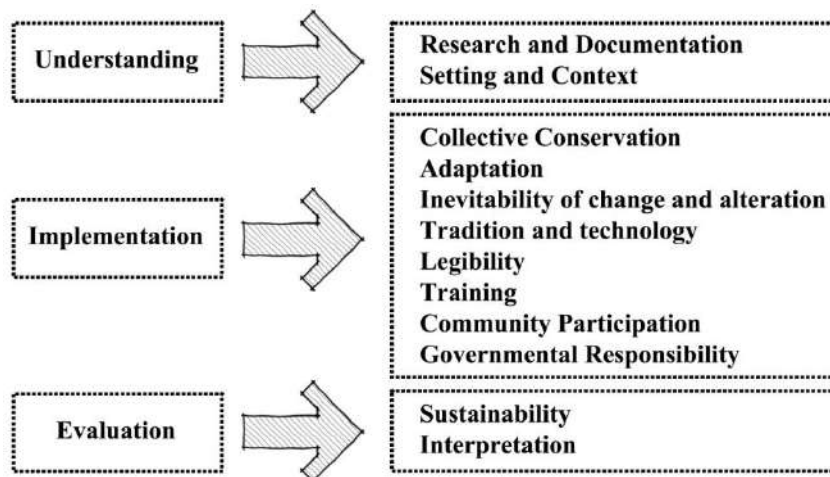 Understanding
Research and Documentation
Setting and Context
Implementation
Collective Conservation
Adaptation
Inevitability of change and alteration
Tradition and technology
Legibility
Training
Community Participation
Governmental Responsibility
Evaluation
Sustainability
Interpretation